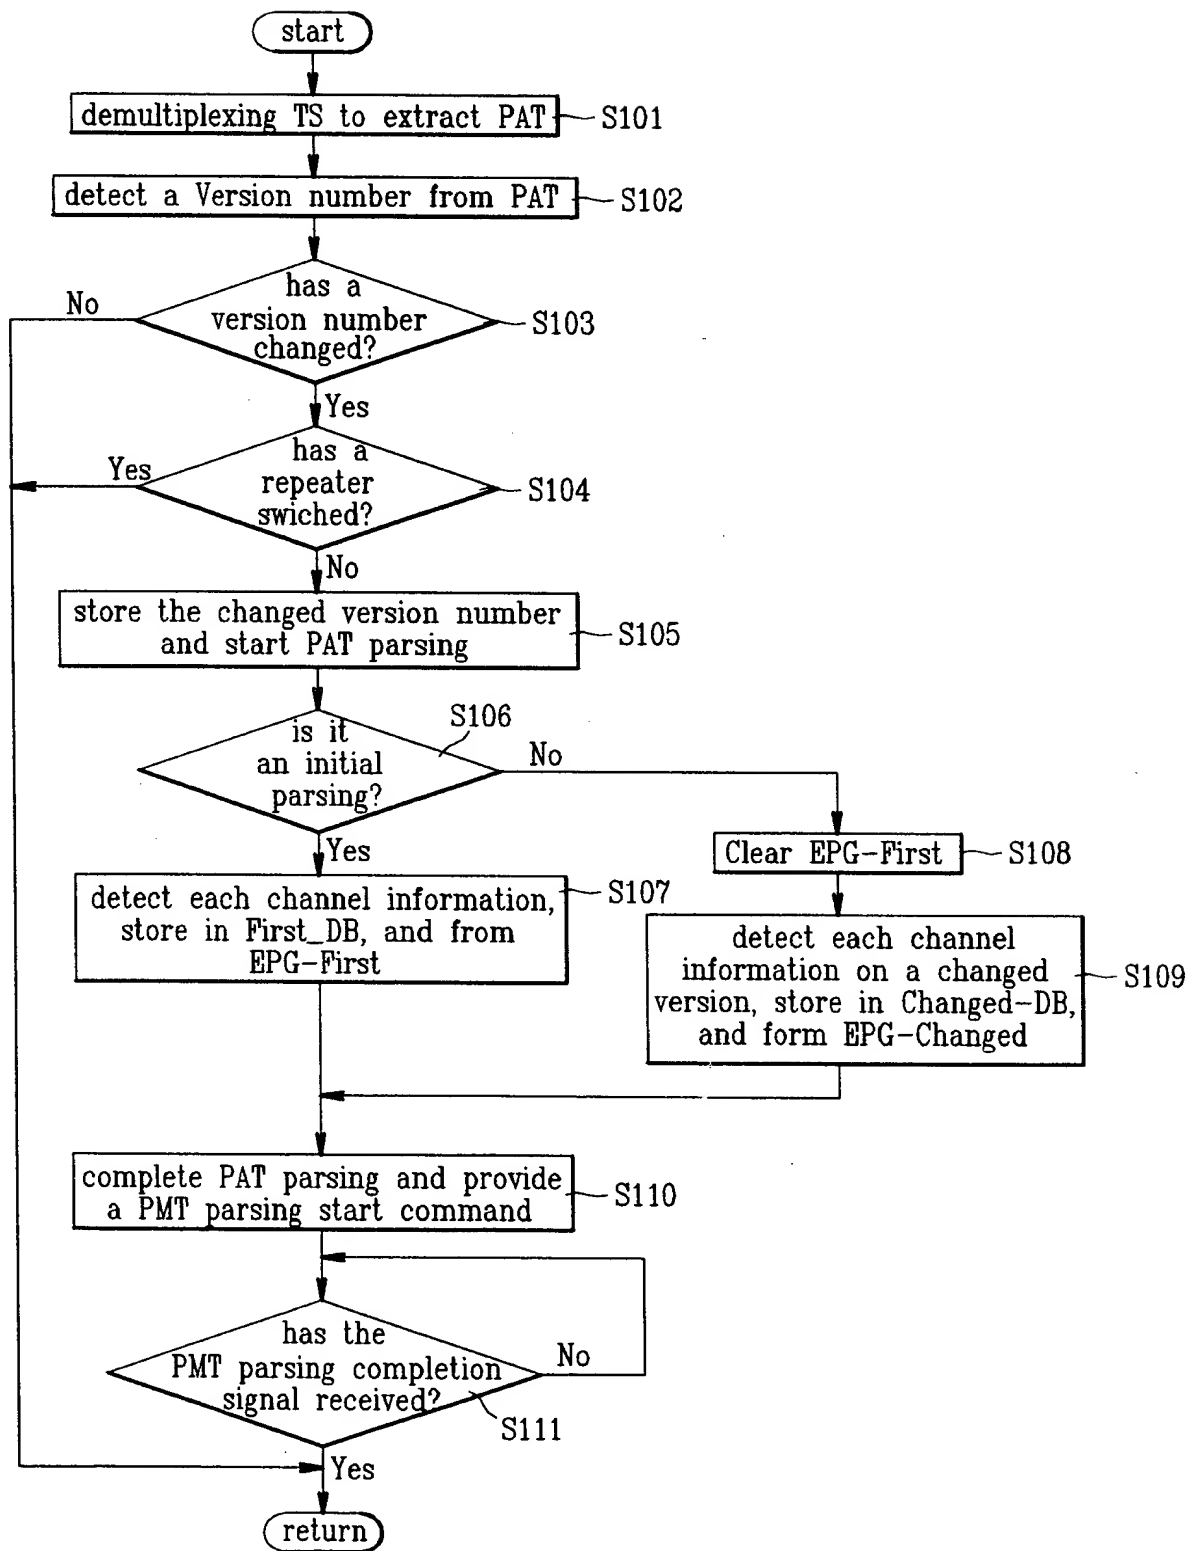 start
demultiplexing TS to extract PAT
S101
detect a Version number from PAT
S102
has a
version number
changed?
No
S103
Yes
has a
repeater
swiched?
Yes
S104
No
store the changed version number
and start PAT parsing
S105
is it
an initial
parsing?
S106
No
Yes
Clear EPG-First
S108
detect each channel information,
store in First_DB, and from
EPG-First
S107
detect each channel
information on a changed
version, store in Changed-DB,
and form EPG-Changed
S109
complete PAT parsing and provide
a PMT parsing start command
S110
has the
PMT parsing completion
signal received?
No
S111
Yes
return